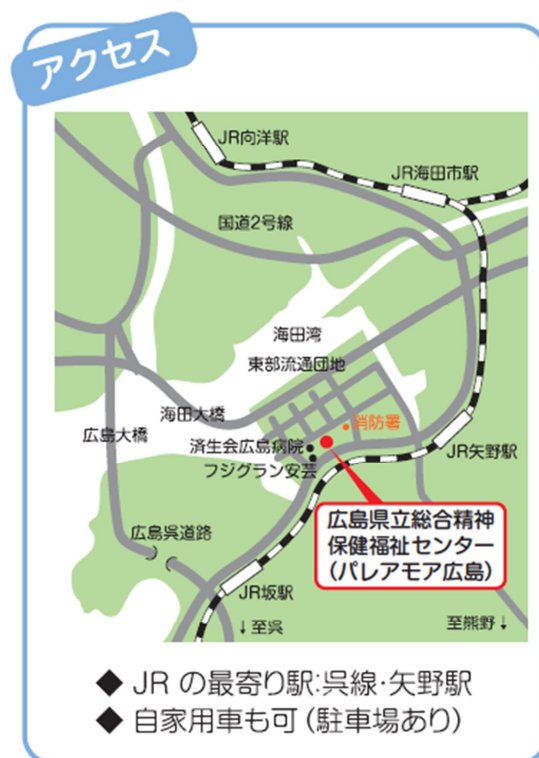 アクセス
JR向洋駅
JR海田市駅
国道2号線
海田湾
東部流通団地
海田大橋
消防署
広島大橋
済生会広島病院
JR矢野駅
フジグラン安芸
広島県立総合精神
保健福祉センター
(パレアモア広島)
広島呉道路
JR坂駅
↓至呉
至熊野↓
◆ JR の最寄り駅:呉線・矢野駅
◆ 自家用車も可(駐車場あり)